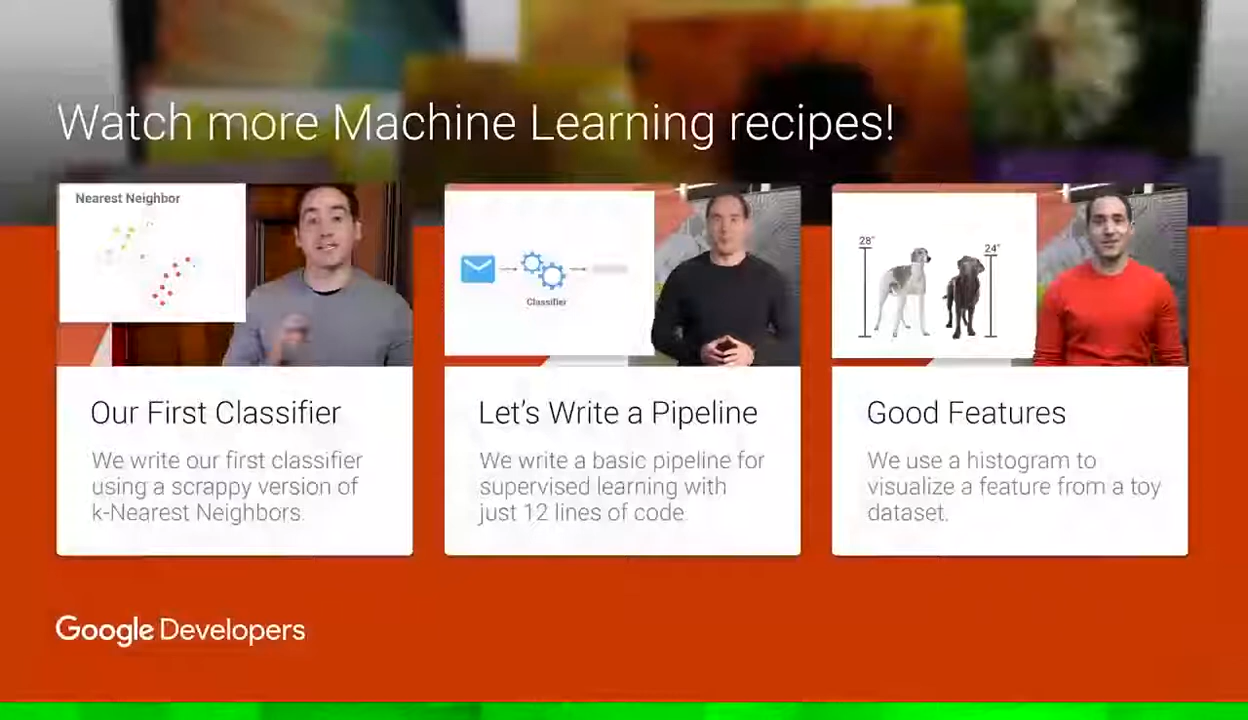 Watch more Machine Learning recipes!
Nearest Neighbor
Classifier
28"
24"
Our First Classifier
We write our first classifier
using a scrappy version of
k-Nearest Neighbors.
Let's Write a Pipeline
We write a basic pipeline for
supervised learning with
just 12 lines of code.
Good Features
We use a histogram to
visualize a feature from a toy
dataset.
Google Developers